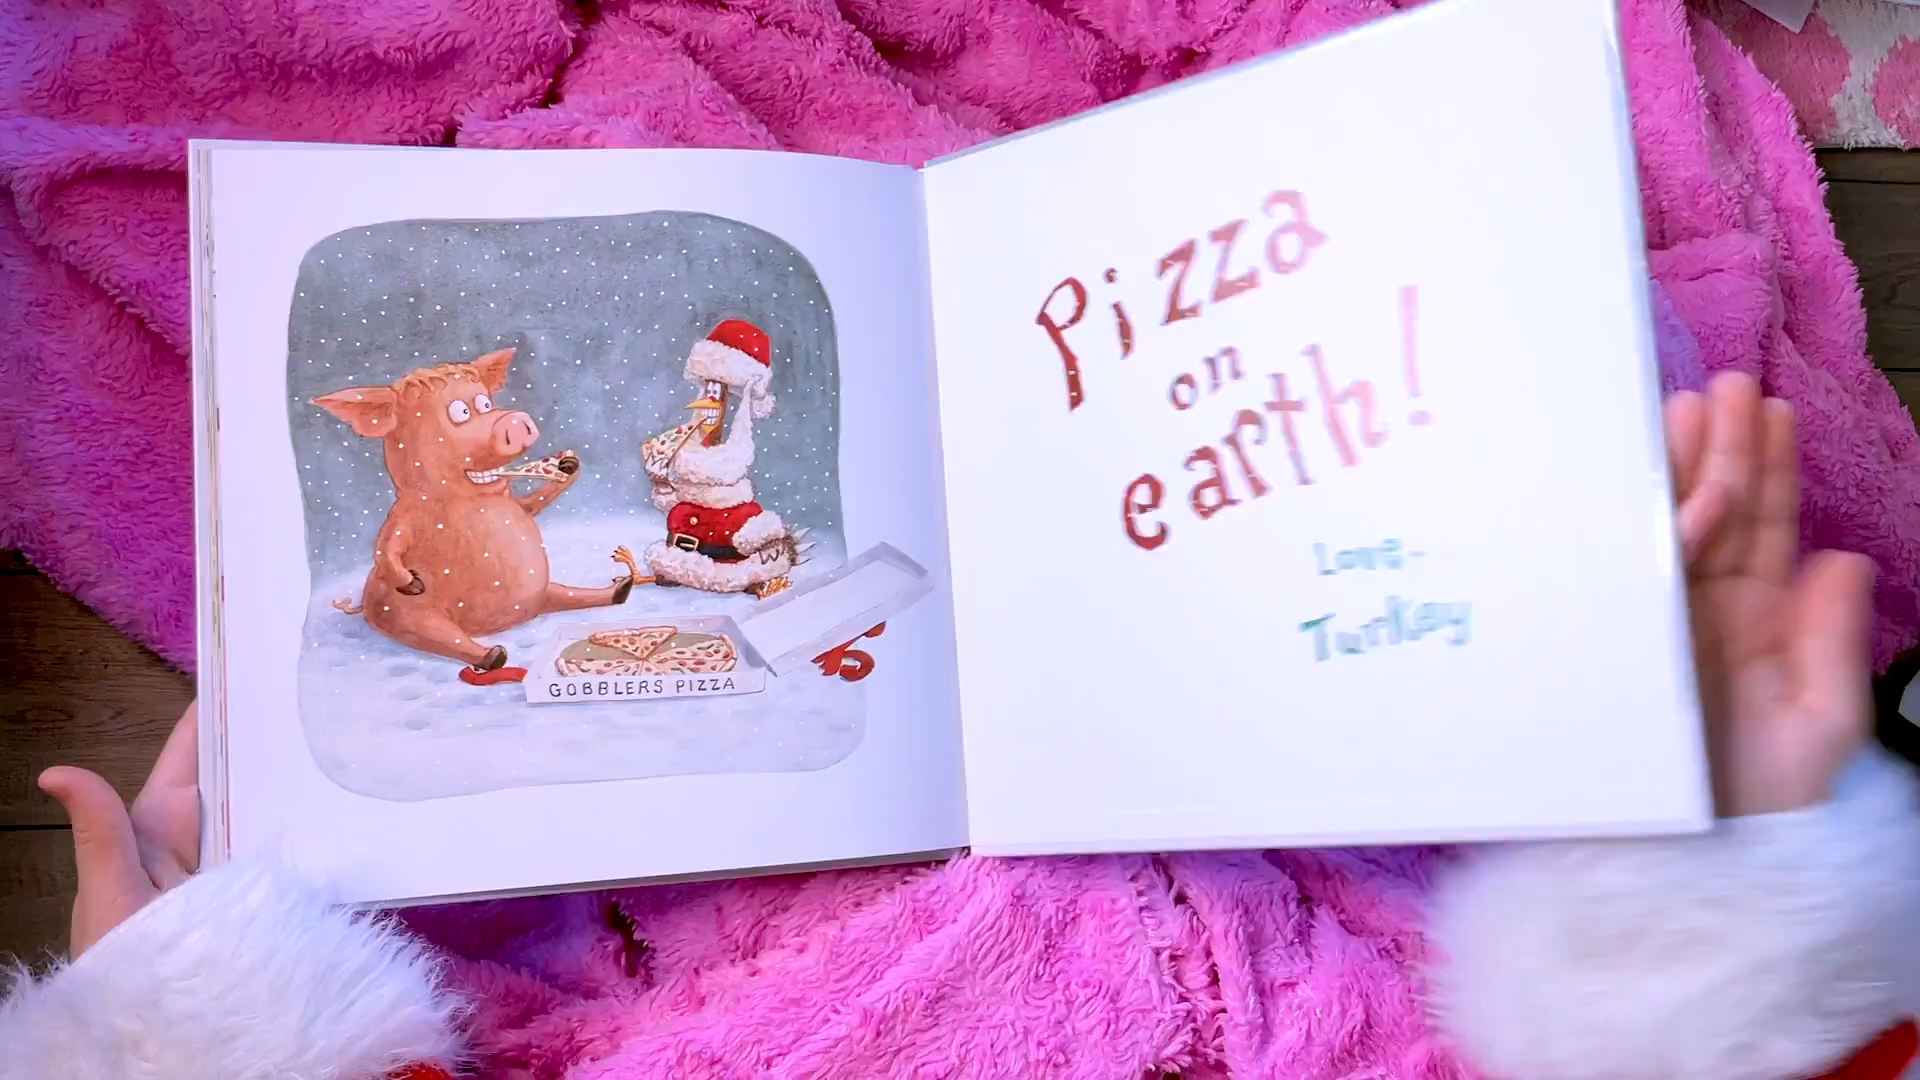 GOBBLERS PIZZA
Pizza
on
earth!
Love-
Turkey